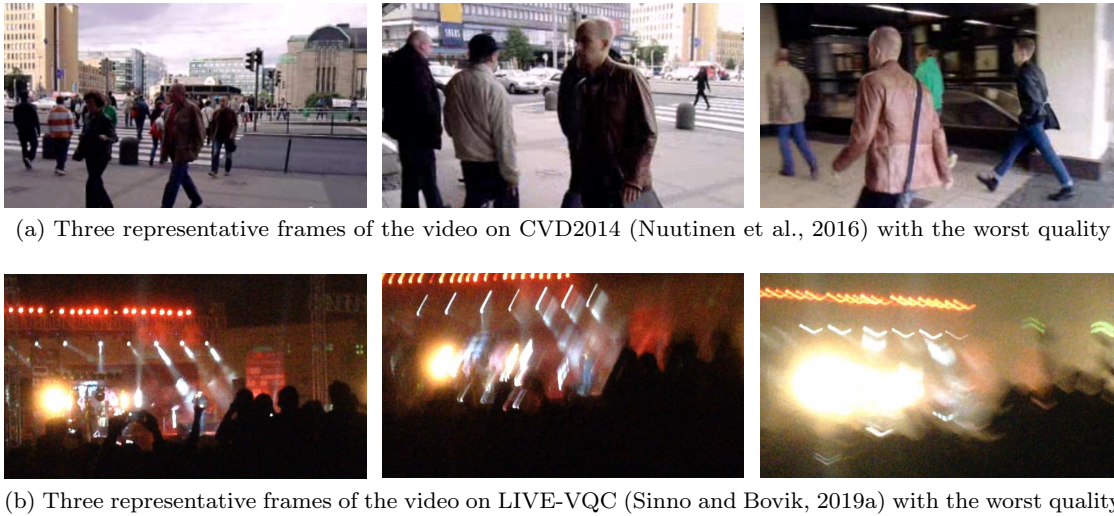 (a) Three representative frames of the video on CVD2014 (Nuutinen et al., 2016) with the worst quality
(b) Three representative frames of the video on LIVE-VQC (Sinno and Bovik, 2019a) with the worst quality